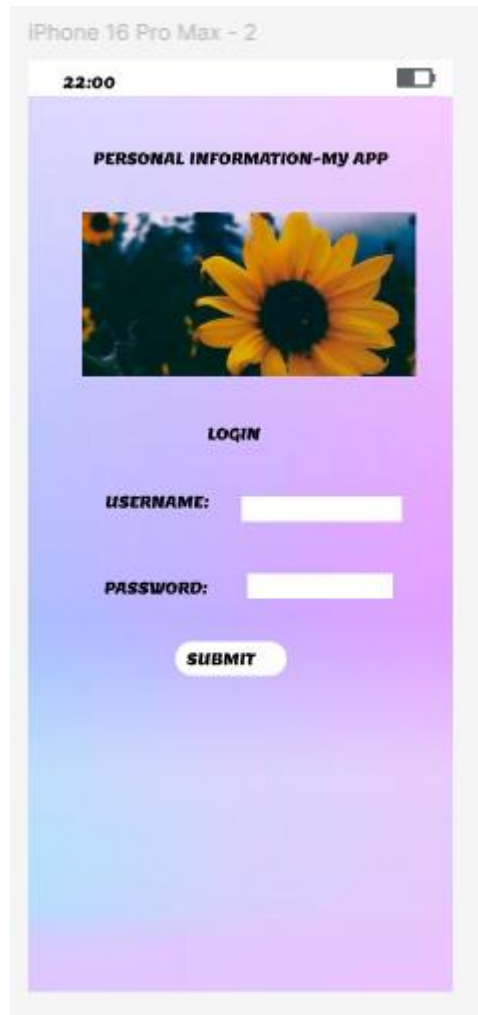 iPhone 16 Pro Max - 2
22:00
PERSONAL INFORMATION-MY APP
LOGIN
USERNAME:
PASSWORD:
SUBMIT